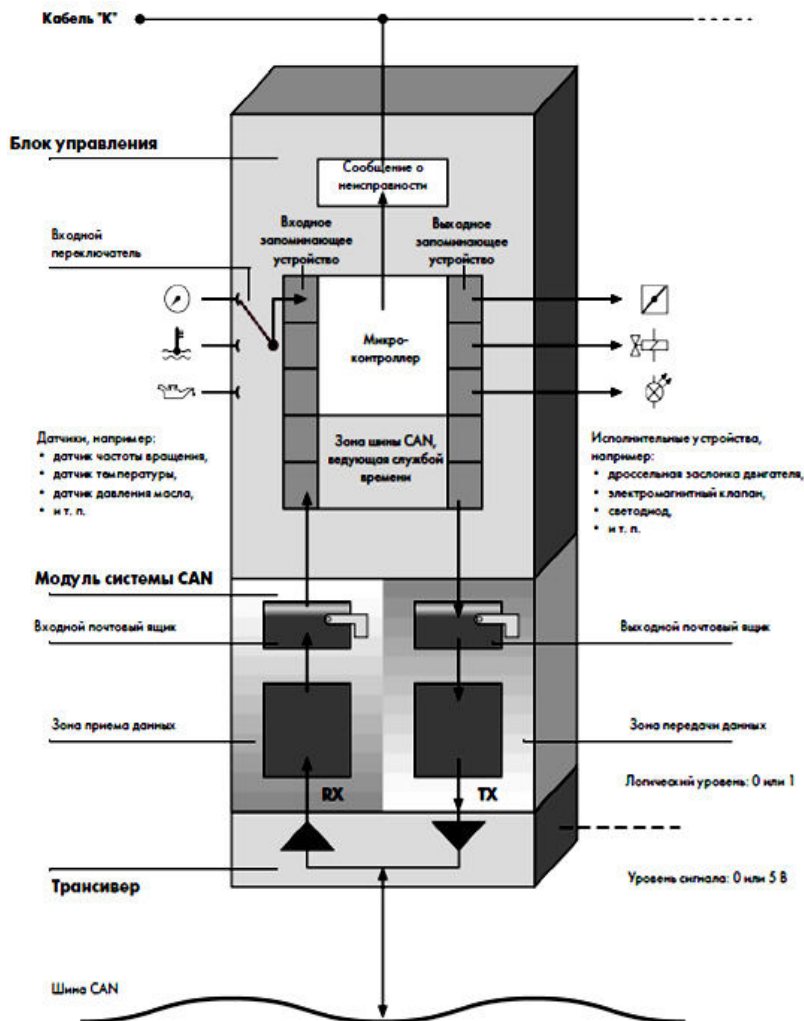 Кабель "К"
Блок управления
Сообщение о
неисправности
Входной
переключатель
Входное
запоминающее
устройство
Выходное
запоминающее
устройство
Микро-
контроллер
Зона шины CAN,
ведующая службой
времени
Датчики, например:
• датчик частоты вращения,
• датчик температуры,
• датчик давления масла,
• и т. п.
Исполнительные устройства,
например:
• дроссельная заслонка двигателя,
• электромагнитный клапан,
• светодиод,
• и т. п.
Модуль системы CAN
Входной почтовый ящик
Выходной почтовый ящик
Зона приема данных
Зона передачи данных
RX
TX
Логический уровень: 0 или 1
Трансивер
Уровень сигнала: 0 или 5 В
Шина CAN